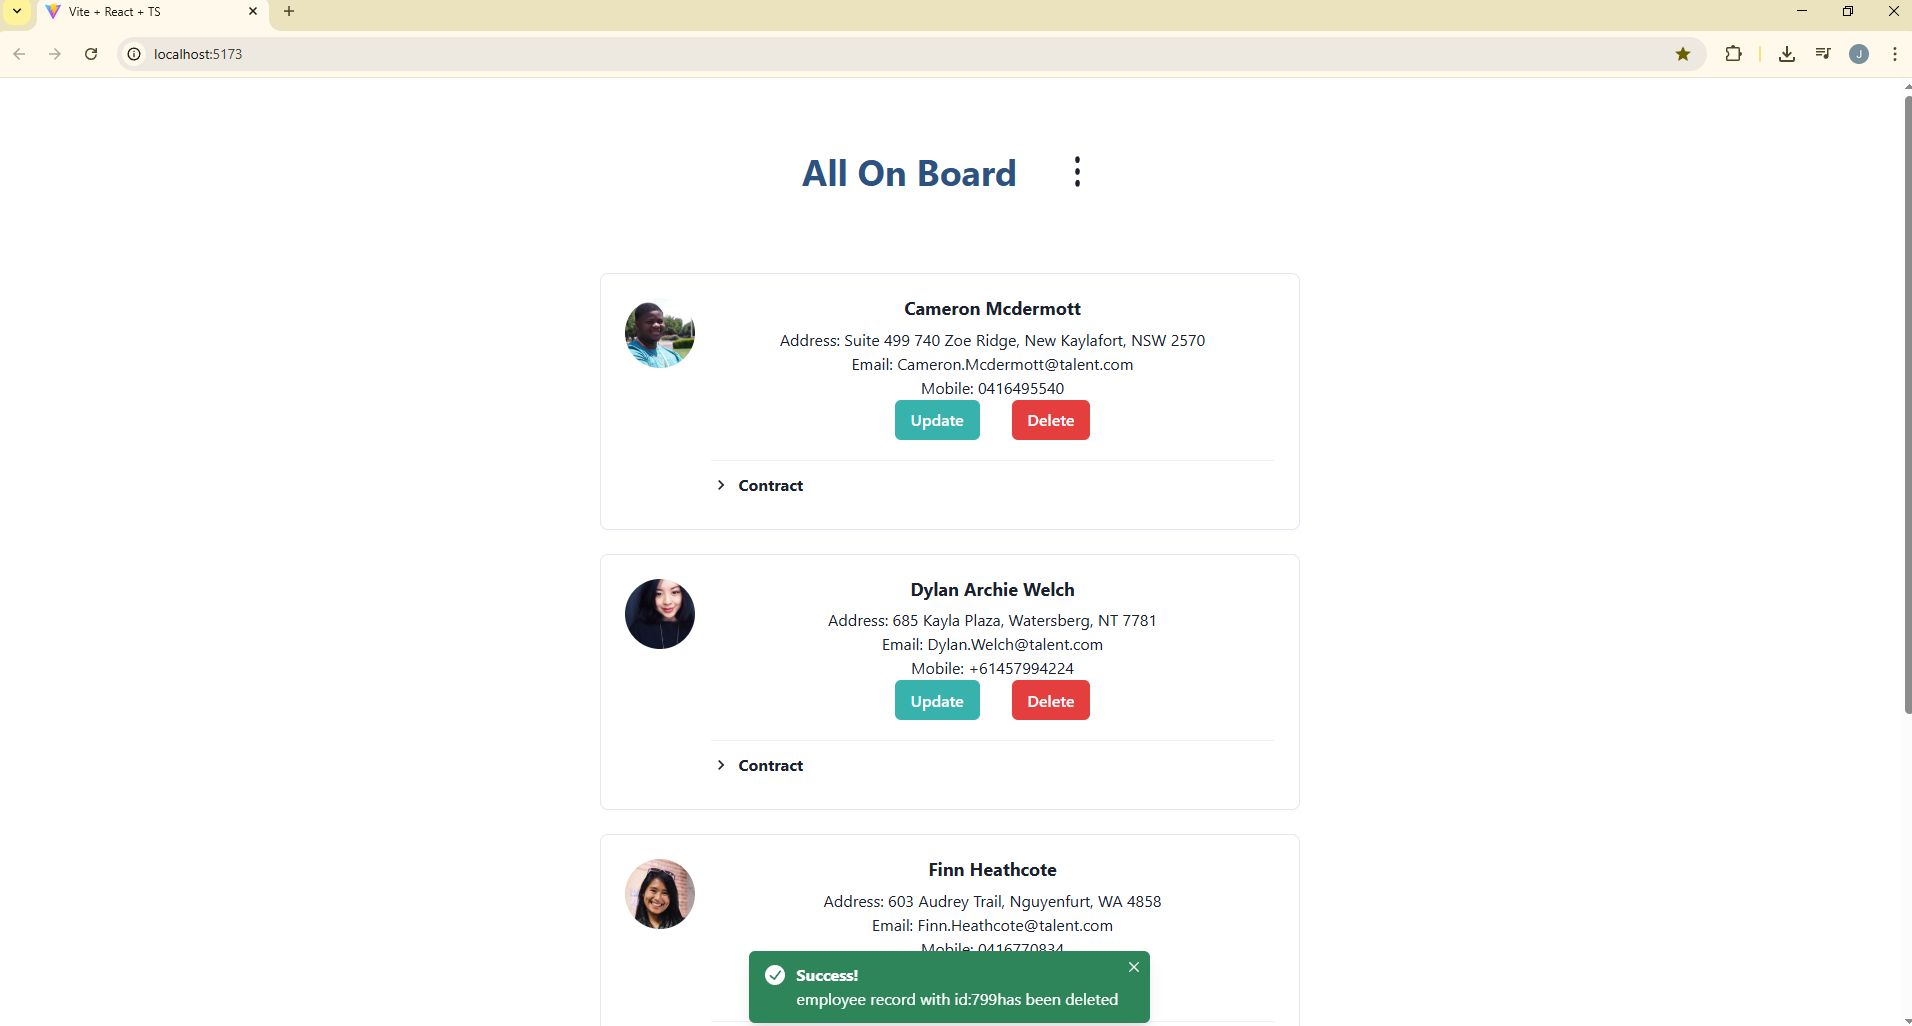 Vite + React + TS
localhost:5173
J
All On Board
Cameron Mcdermott
Address: Suite 499 740 Zoe Ridge, New Kaylafort, NSW 2570
Email: Cameron.Mcdermott@talent.com
Mobile: 0416495540
Update Delete
Contract
Dylan Archie Welch
Address: 685 Kayla Plaza, Watersberg, NT 7781
Email: Dylan.Welch@talent.com
Mobile: +61457994224
Update Delete
Contract
Finn Heathcote
Address: 603 Audrey Trail, Nguyenfurt, WA 4858
Email: Finn.Heathcote@talent.com
Mobile: 0416770834
Success!
employee record with id:799has been deleted